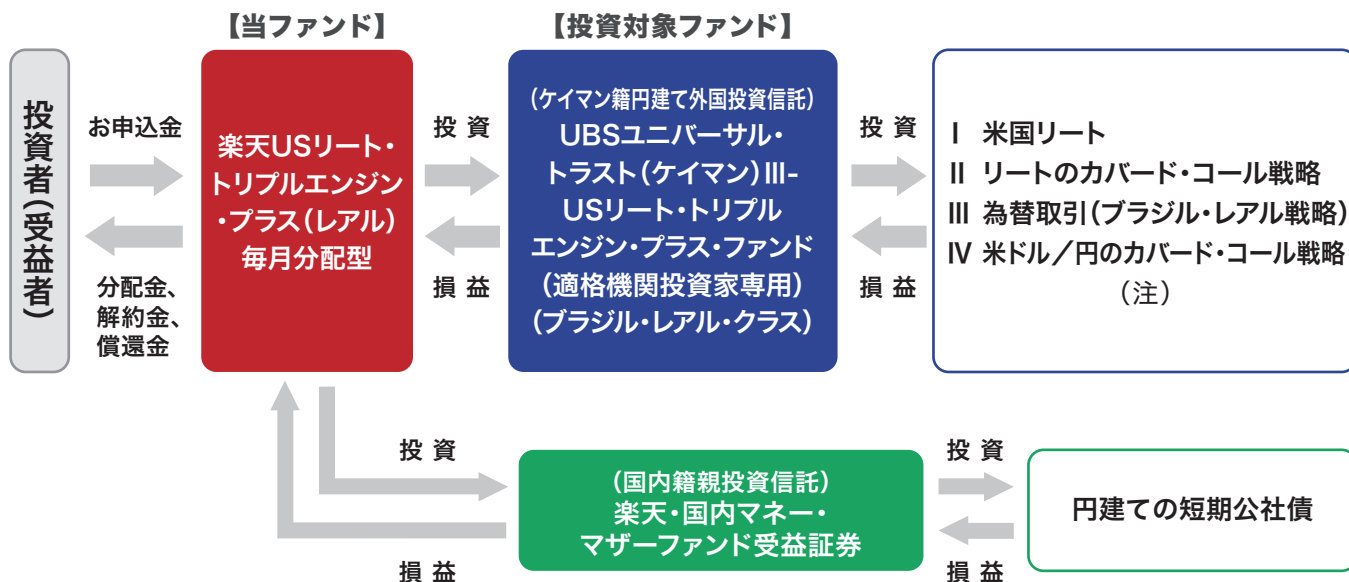 【当ファンド】
【投資対象ファンド】
投資者(受益者)
お申込金
分配金、
解約金、
償還金
楽天USリート・
トリプルエンジン
・プラス(レアル)
毎月分配型
投 資
損 益
(ケイマン籍円建て外国投資信託)
UBSユニバーサル・
トラスト(ケイマン)III-
USリート・トリプル
エンジン・プラス・ファンド
(適格機関投資家専用)
(ブラジル・レアル・クラス)
投 資
損 益
Ⅰ 米国リート
Ⅱ リートのカバード・コール戦略
Ⅲ 為替取引(ブラジル・レアル戦略)
Ⅳ 米ドル/円のカバード・コール戦略
(注)
投 資
損 益
(国内籍親投資信託)
楽天・国内マネー・
マザーファンド受益証券
投 資
損 益
円建ての短期公社債